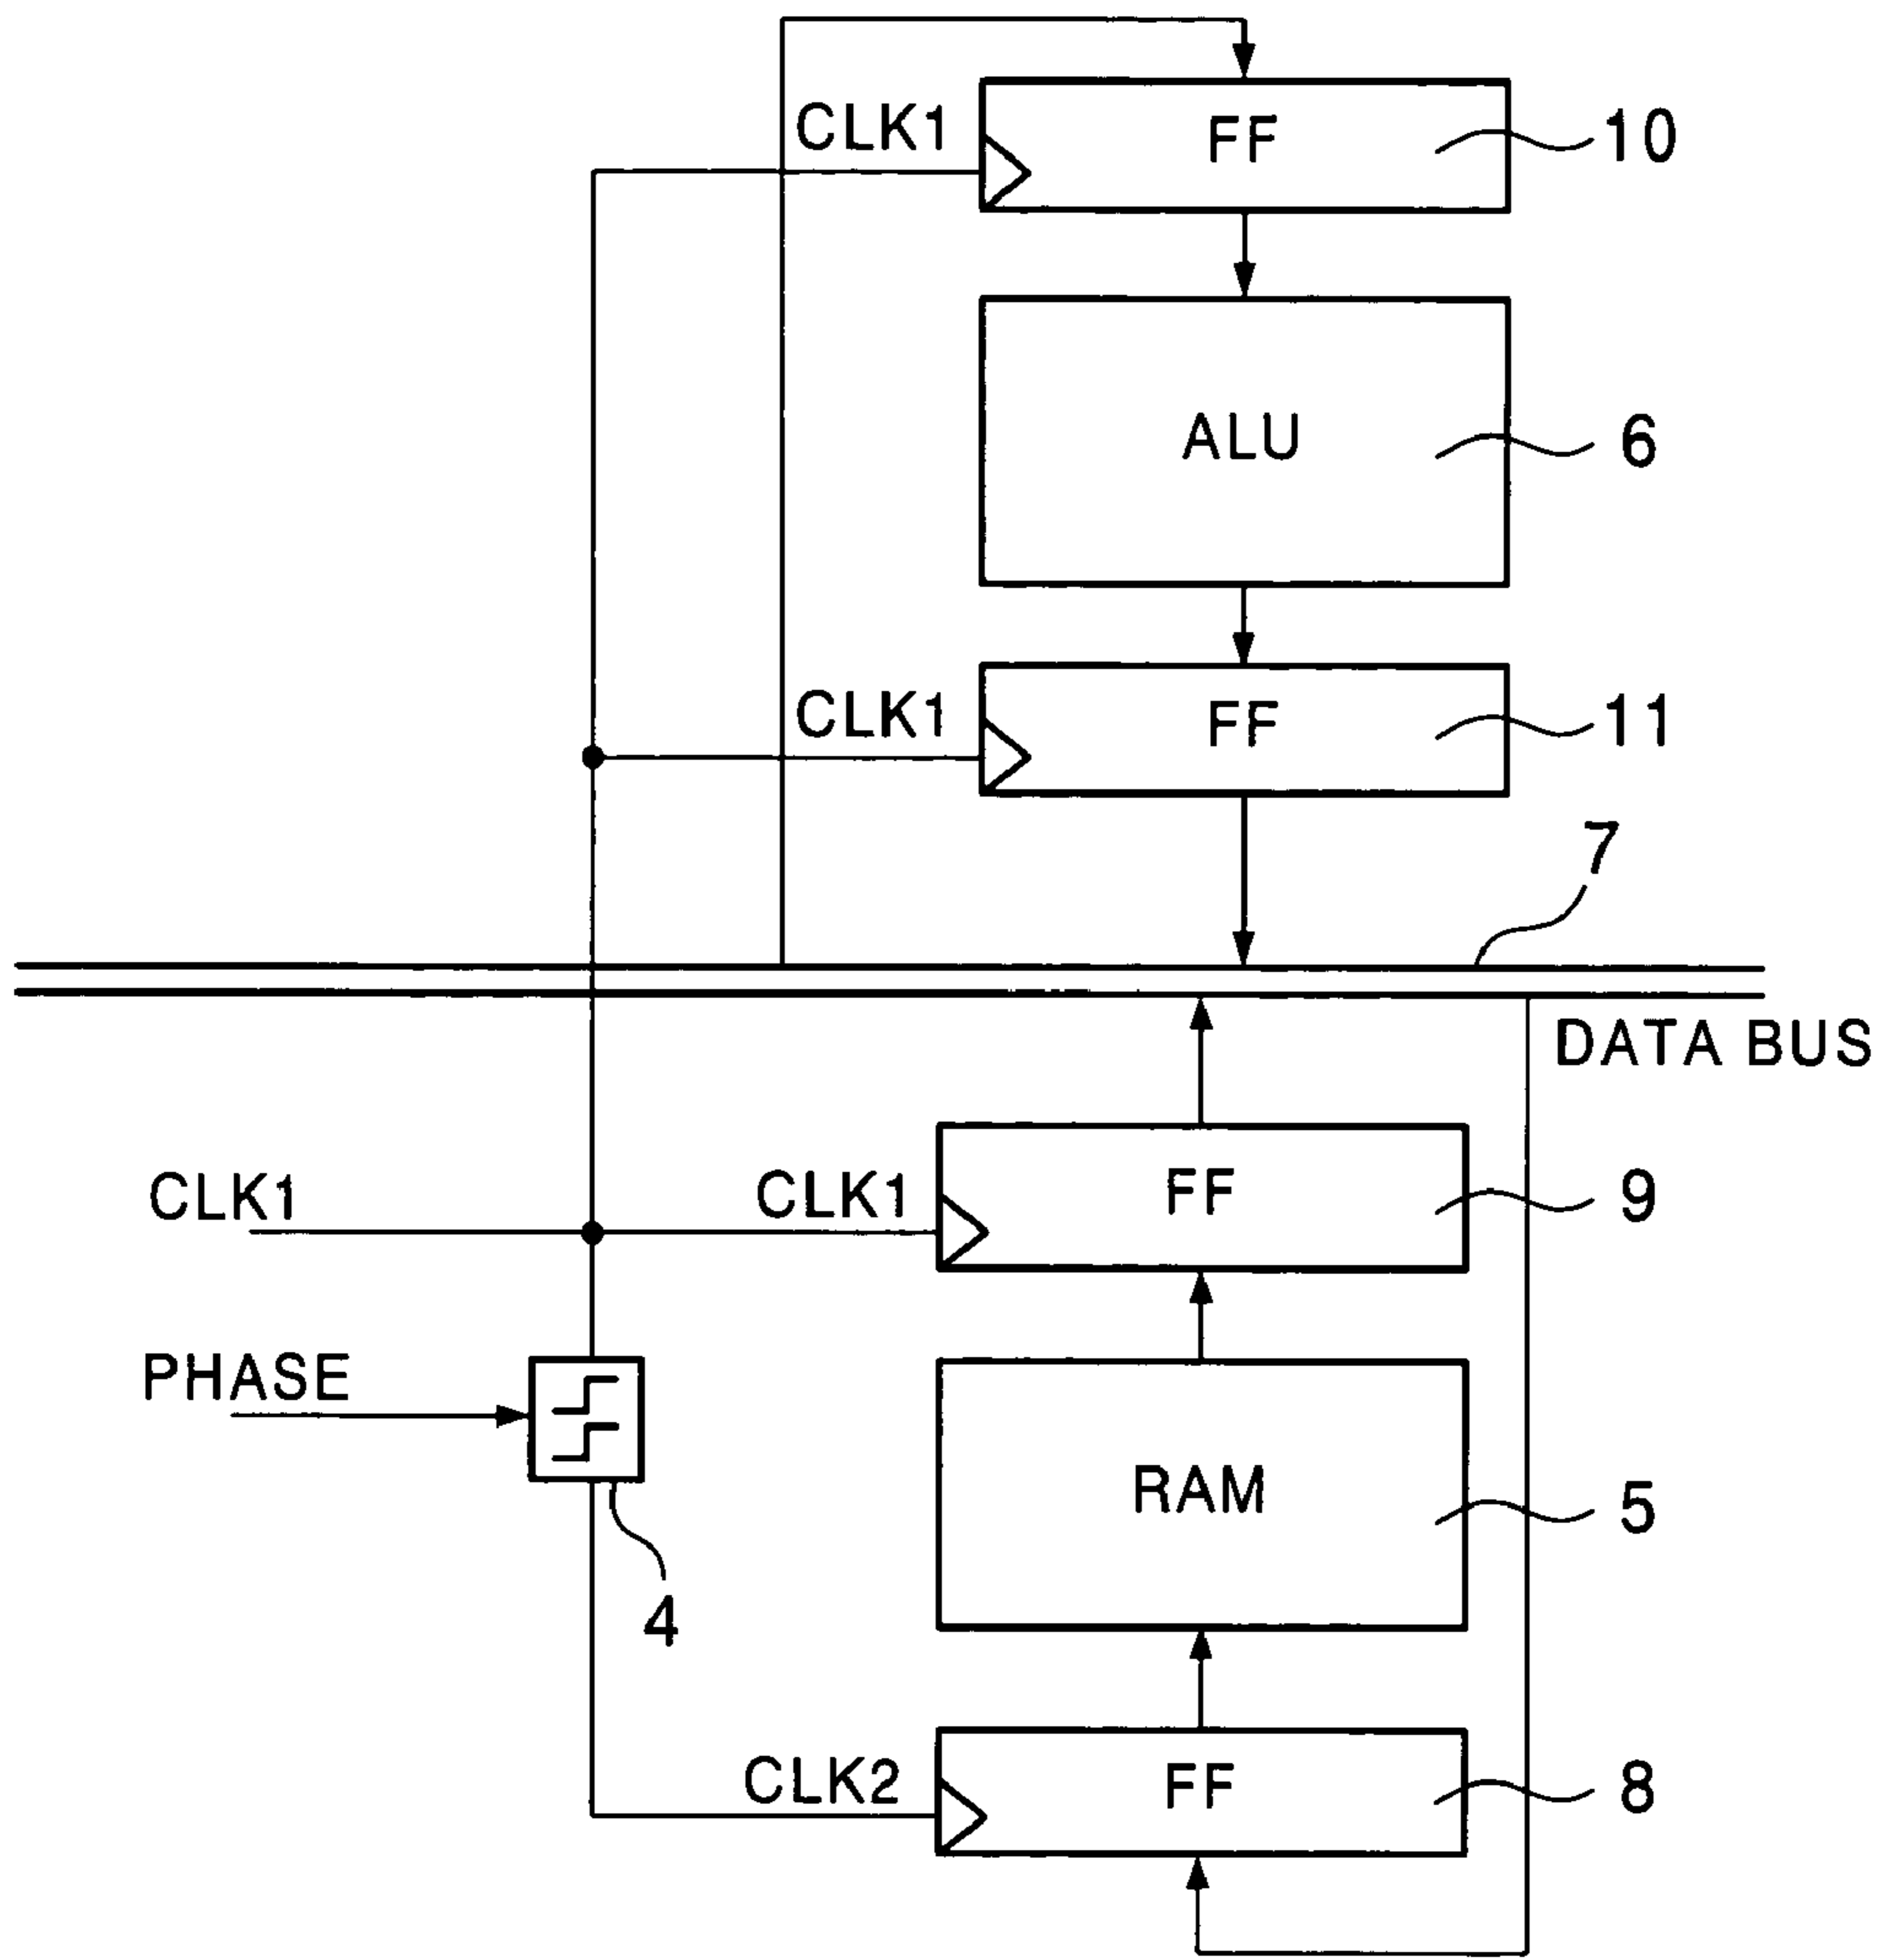 CLK1
FF
10
ALU
6
CLK1
FF
11
7
DATA BUS
CLK1
CLK1
FF
9
PHASE
RAM
5
4
CLK2
FF
8